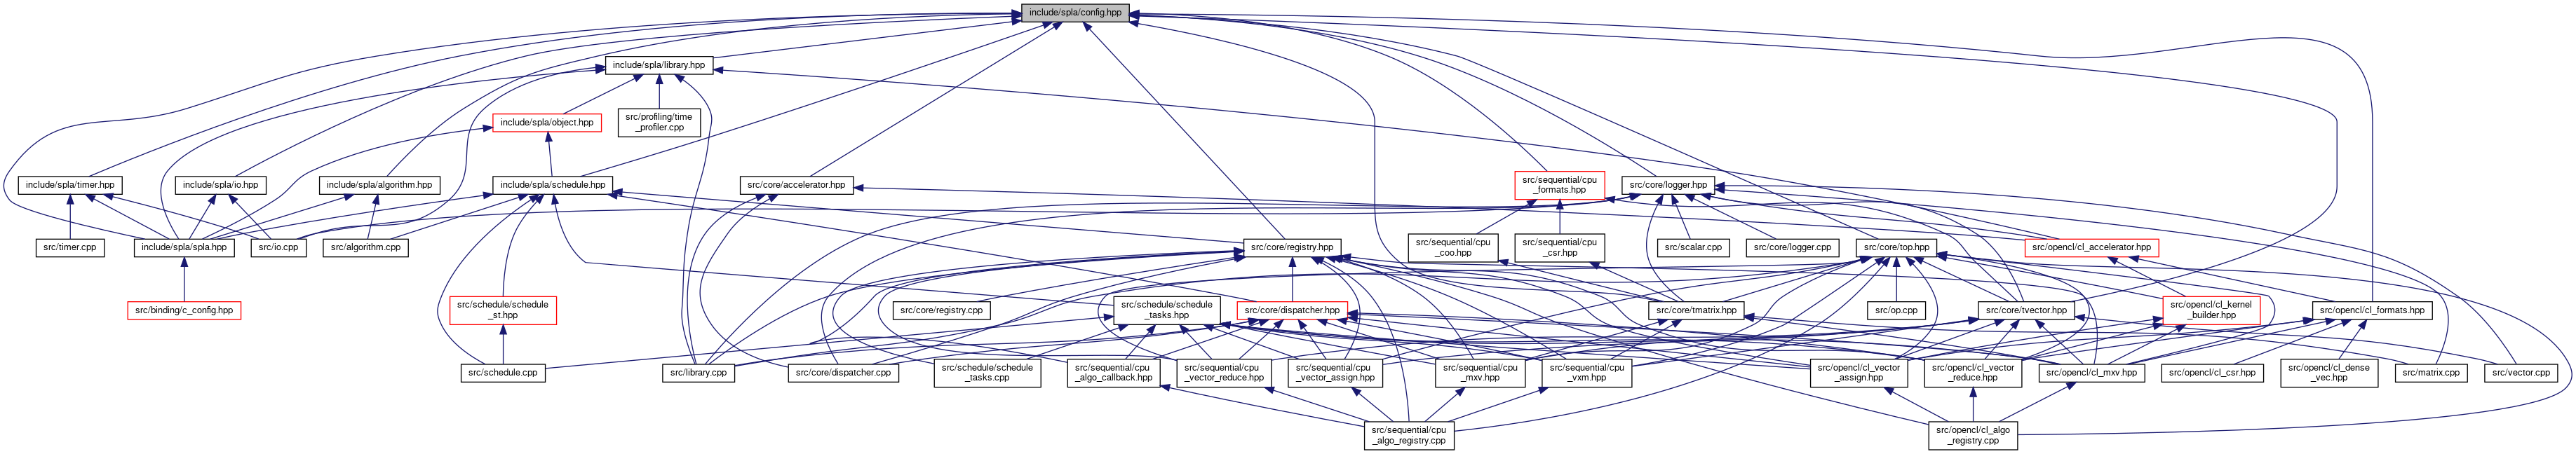 include/spla/config.hpp
include/spla/library.hpp
include/spla/object.hpp
src/profiling/time
_profiler.cpp
include/spla/timer.hpp
include/spla/io.hpp
include/spla/algorithm.hpp
include/spla/schedule.hpp
src/core/accelerator.hpp
src/sequential/cpu
_formats.hpp
src/core/logger.hpp
src/timer.cpp
include/spla/spla.hpp
src/io.cpp
src/algorithm.cpp
src/core/registry.hpp
src/sequential/cpu
_coo.hpp
src/sequential/cpu
_csr.hpp
src/scalar.cpp
src/core/logger.cpp
src/core/top.hpp
src/opencl/cl_accelerator.hpp
src/binding/c_config.hpp
src/schedule/schedule
_st.hpp
src/core/registry.cpp
src/schedule/schedule
_tasks.hpp
src/core/dispatcher.hpp
src/core/tmatrix.hpp
src/op.cpp
src/core/tvector.hpp
src/opencl/cl_kernel
_builder.hpp
src/opencl/cl_formats.hpp
src/schedule.cpp
src/library.cpp
src/core/dispatcher.cpp
src/schedule/schedule
_tasks.cpp
src/sequential/cpu
_algo_callback.hpp
src/sequential/cpu
_vector_reduce.hpp
src/sequential/cpu
_vector_assign.hpp
src/sequential/cpu
_mxv.hpp
src/sequential/cpu
_vxm.hpp
src/opencl/cl_vector
_assign.hpp
src/opencl/cl_vector
_reduce.hpp
src/opencl/cl_mxv.hpp
src/opencl/cl_csr.hpp
src/opencl/cl_dense
_vec.hpp
src/matrix.cpp
src/vector.cpp
src/sequential/cpu
_algo_registry.cpp
src/opencl/cl_algo
_registry.cpp